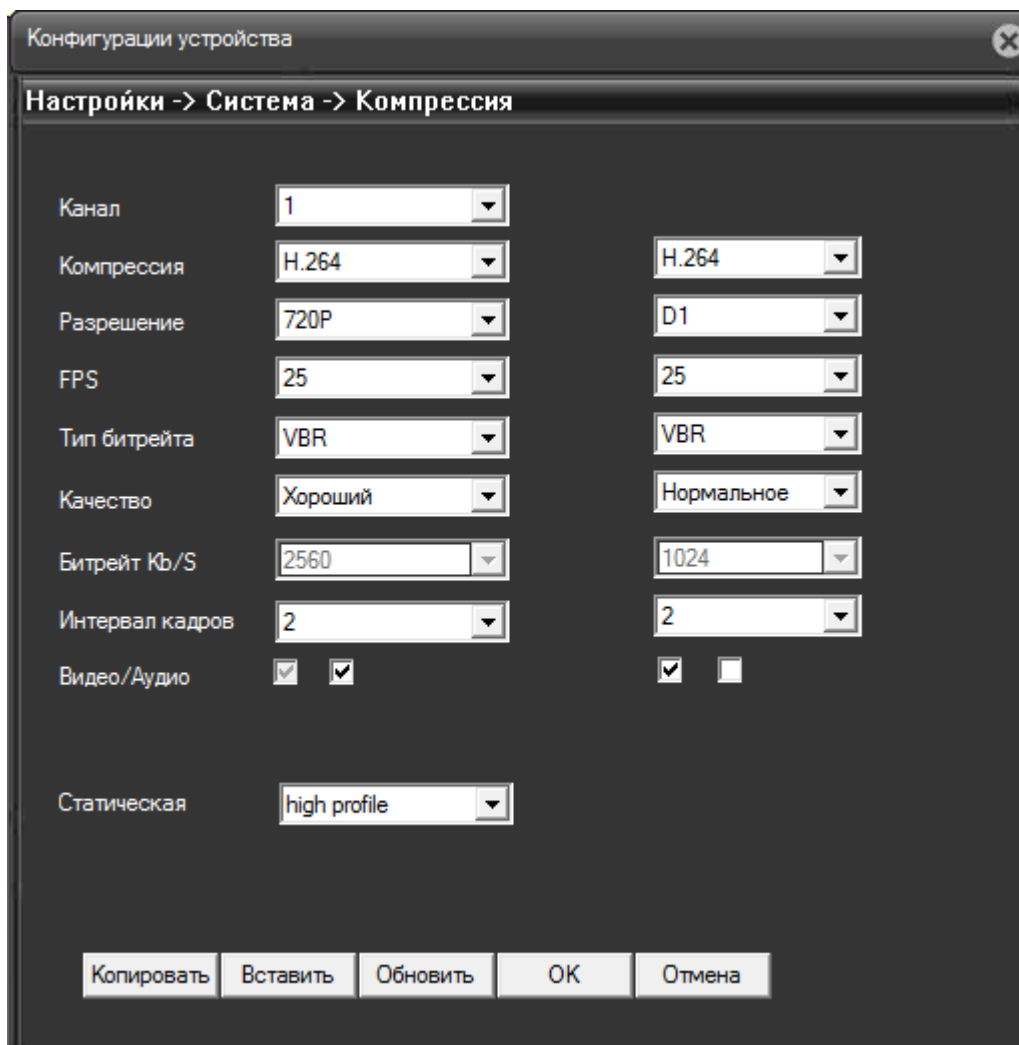 Конфигурации устройства
Настройки -> Система -> Компрессия
Канал 1
Компрессия H.264 H.264
Разрешение 720P D1
FPS 25 25
Тип битрейта VBR VBR
Качество Хороший Нормальное
Битрейт Kb/S 2560 1024
Интервал кадров 2 2
Видео/Аудио
Статическая high profile
Копировать Вставить Обновить OK Отмена